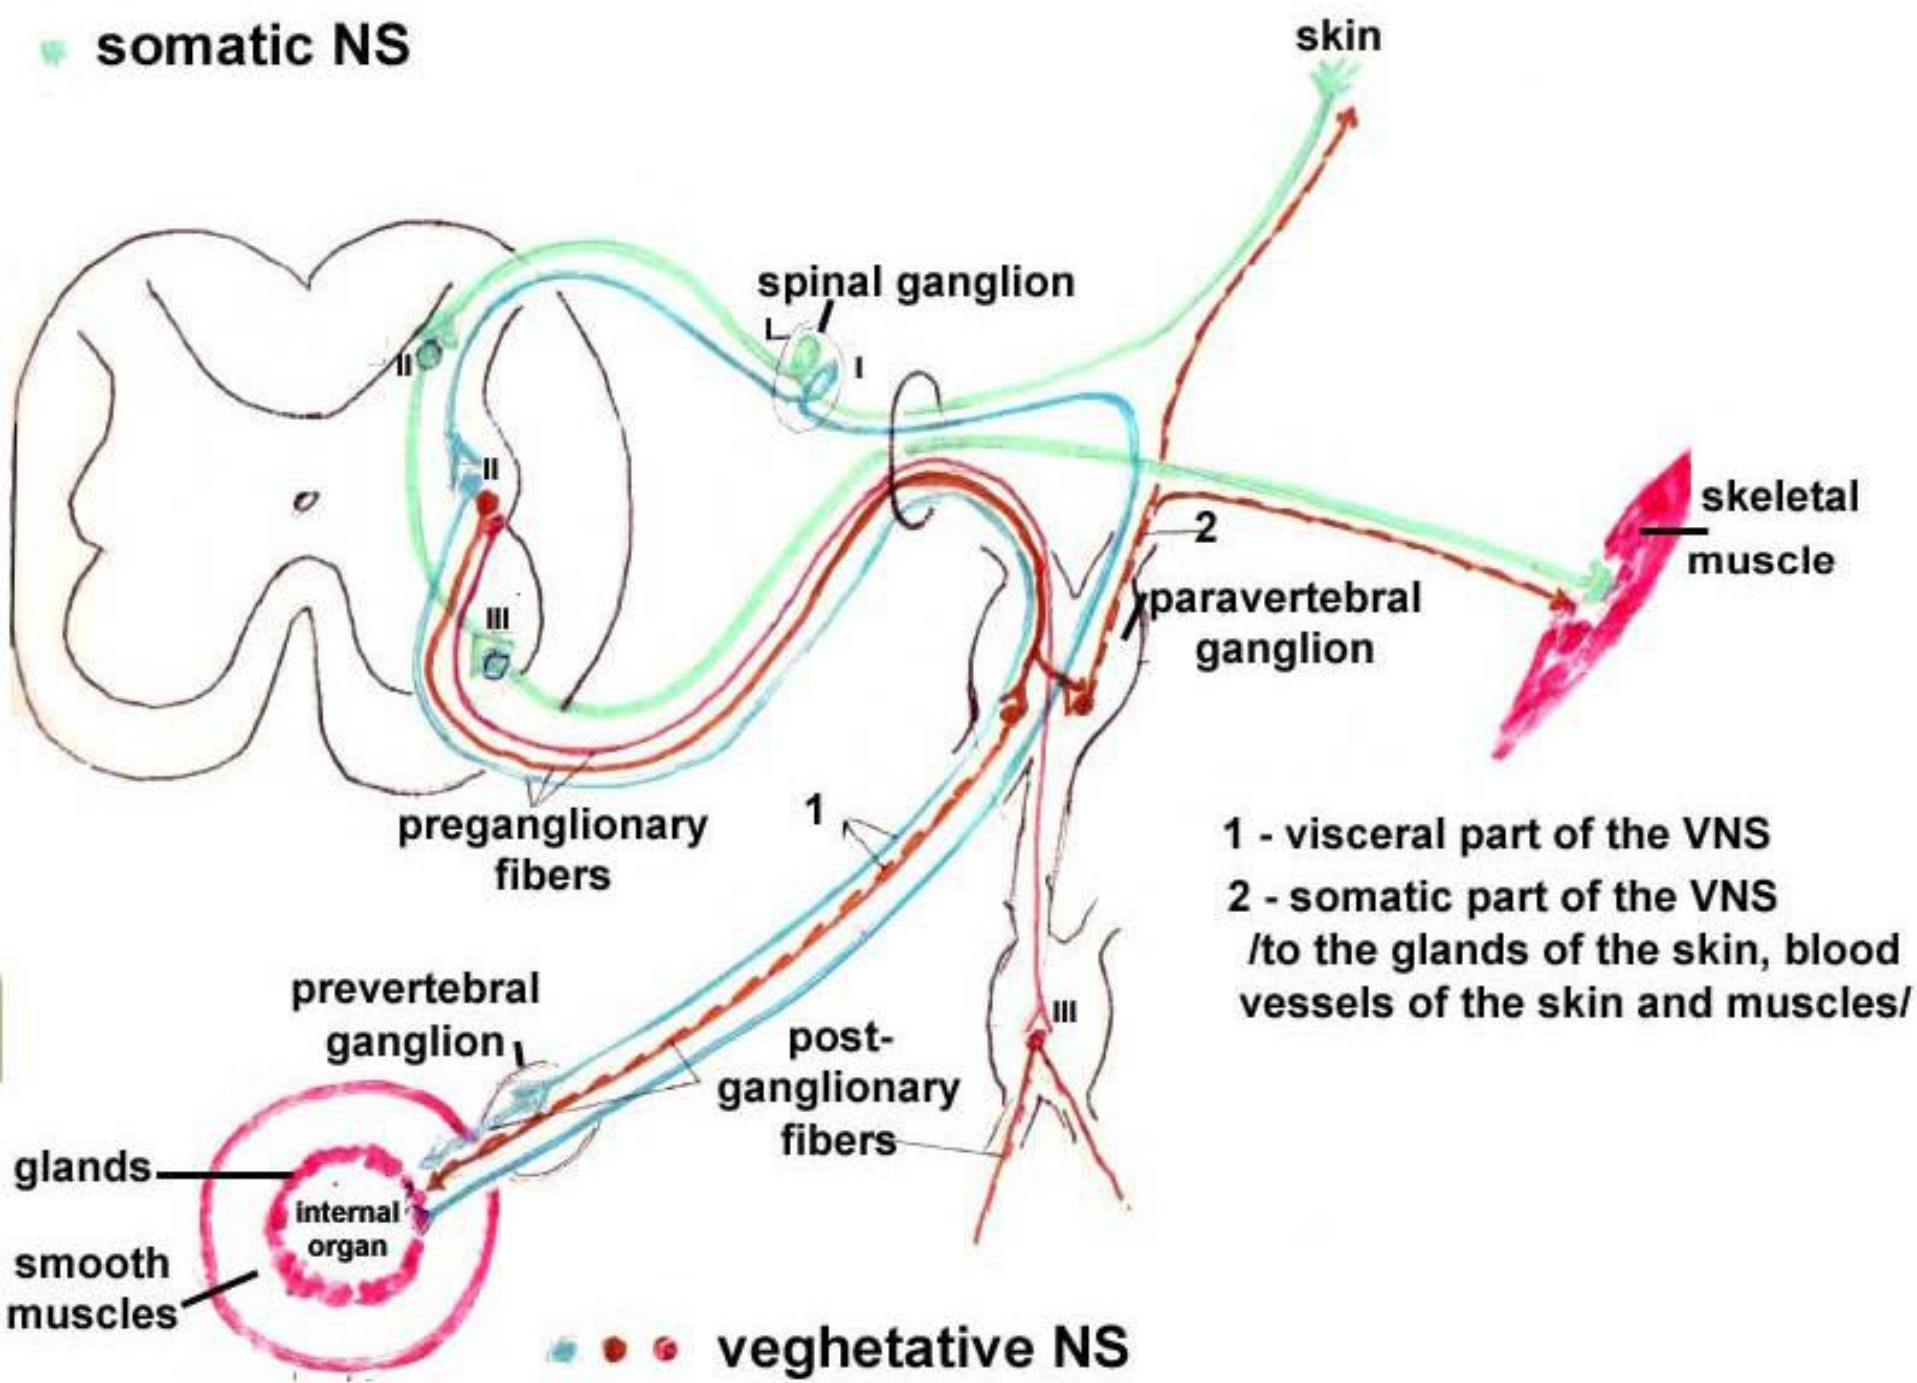 somatic NS
skin
spinal ganglion
I
I
II
II
III
skeletal
muscle
2
paravertebral
ganglion
preganglionary
fibers
1
1 - visceral part of the VNS
2 - somatic part of the VNS
/to the glands of the skin, blood
vessels of the skin and muscles/
prevertebral
ganglion
III
post-
ganglionary
fibers
glands
internal
organ
smooth
muscles
veghetative NS